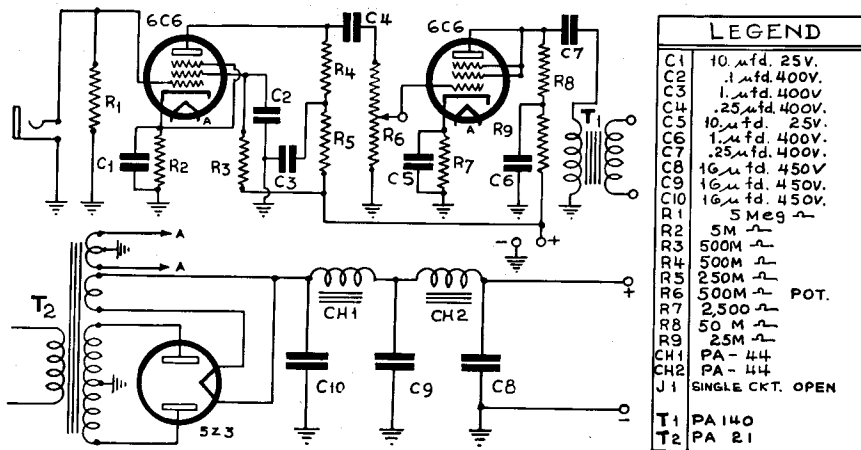 6C6
6C6
C4
C7
R1
R4
R8
C2
A
A
T1
R9
R6
C1
R2
R3
C3
R5
C5
R7
C6
- +
A
A
T2
+
CH1
CH2
C10
C9
C8
5Z3
-
LEGEND
C1 10.µfd. 25V.
C2 .1 µfd. 400V.
C3 1.µfd. 400V.
C4 .25µfd. 400V.
C5 10.µfd. 25V.
C6 1.µfd. 400V.
C7 .25µfd. 400V.
C8 16 µfd. 450V
C9 16 µfd. 450V.
C10 16 µfd. 450V.
R1 5 Meg Ω
R2 5M Ω
R3 500M Ω
R4 500M Ω
R5 250M Ω
R6 500M Ω POT.
R7 2,500 Ω
R8 50 M Ω
R9 25M Ω
CH1 PA - 44
CH2 PA - 44
J1 SINGLE CKT. OPEN
T1 PA 140
T2 PA 21